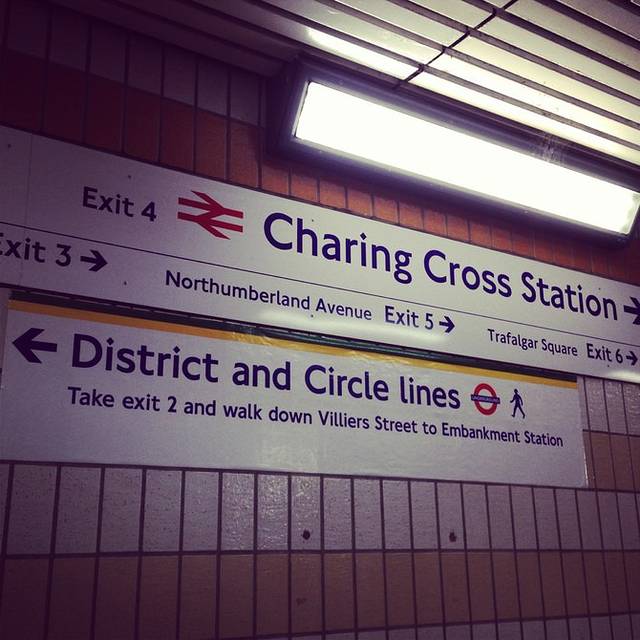 Exit 4 Charing Cross Station →
Exit 3 → Northumberland Avenue Exit 5 → Trafalgar Square Exit 6 →
← District and Circle lines
Take exit 2 and walk down Villiers Street to Embankment Station